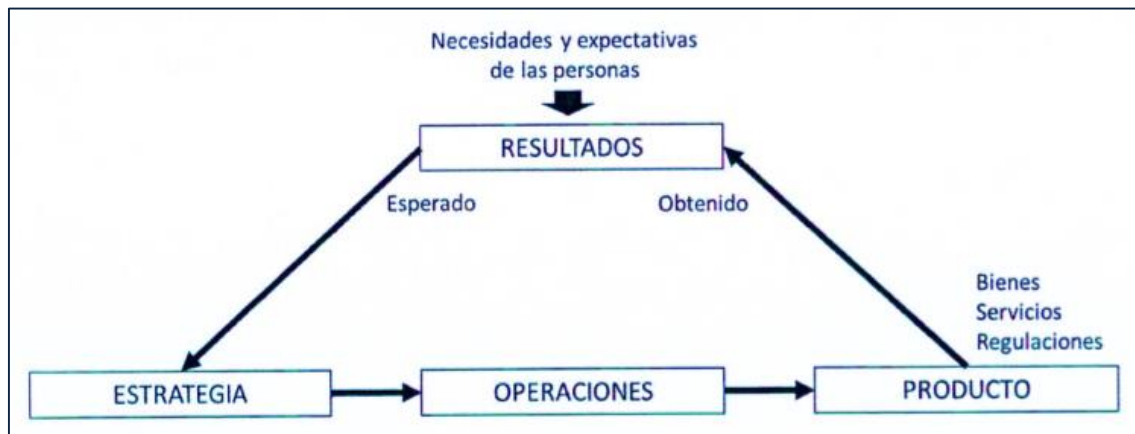 Necesidades y expectativas
de las personas
RESULTADOS
Esperado
Obtenido
Bienes
Servicios
Regulaciones
ESTRATEGIA
OPERACIONES
PRODUCTO